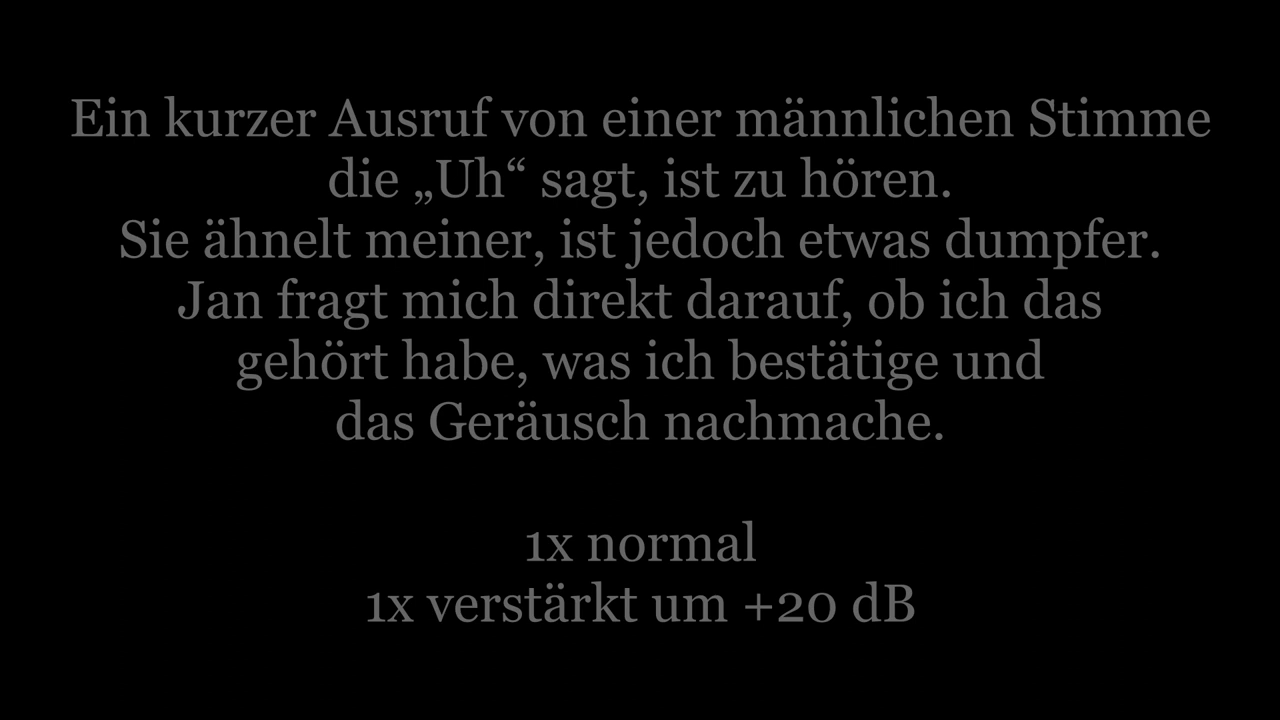 Ein kurzer Ausruf von einer männlichen Stimme
die „Uh“ sagt, ist zu hören.
Sie ähnelt meiner, ist jedoch etwas dumpfer.
Jan fragt mich direkt darauf, ob ich das
gehört habe, was ich bestätige und
das Geräusch nachmache.
1x normal
1x verstärkt um +20 dB